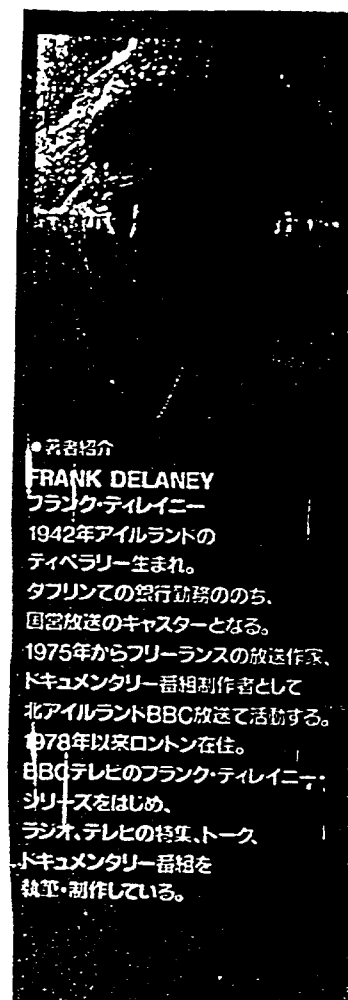 ●著者紹介
FRANK DELANEY
フランク・ディレイニー
1942年アイルランドの
ティペラリー生まれ。
ダブリンでの銀行勤務ののち、
国営放送のキャスターとなる。
1975年からフリーランスの放送作家、
ドキュメンタリー番組制作者として
北アイルランドBBC放送で活動する。
1978年以来ロンドン在住。
BBCテレビのフランク・ディレイニー・
シリーズをはじめ、
ラジオ、テレビの特集、トーク、
ドキュメンタリー番組を
執筆・制作している。